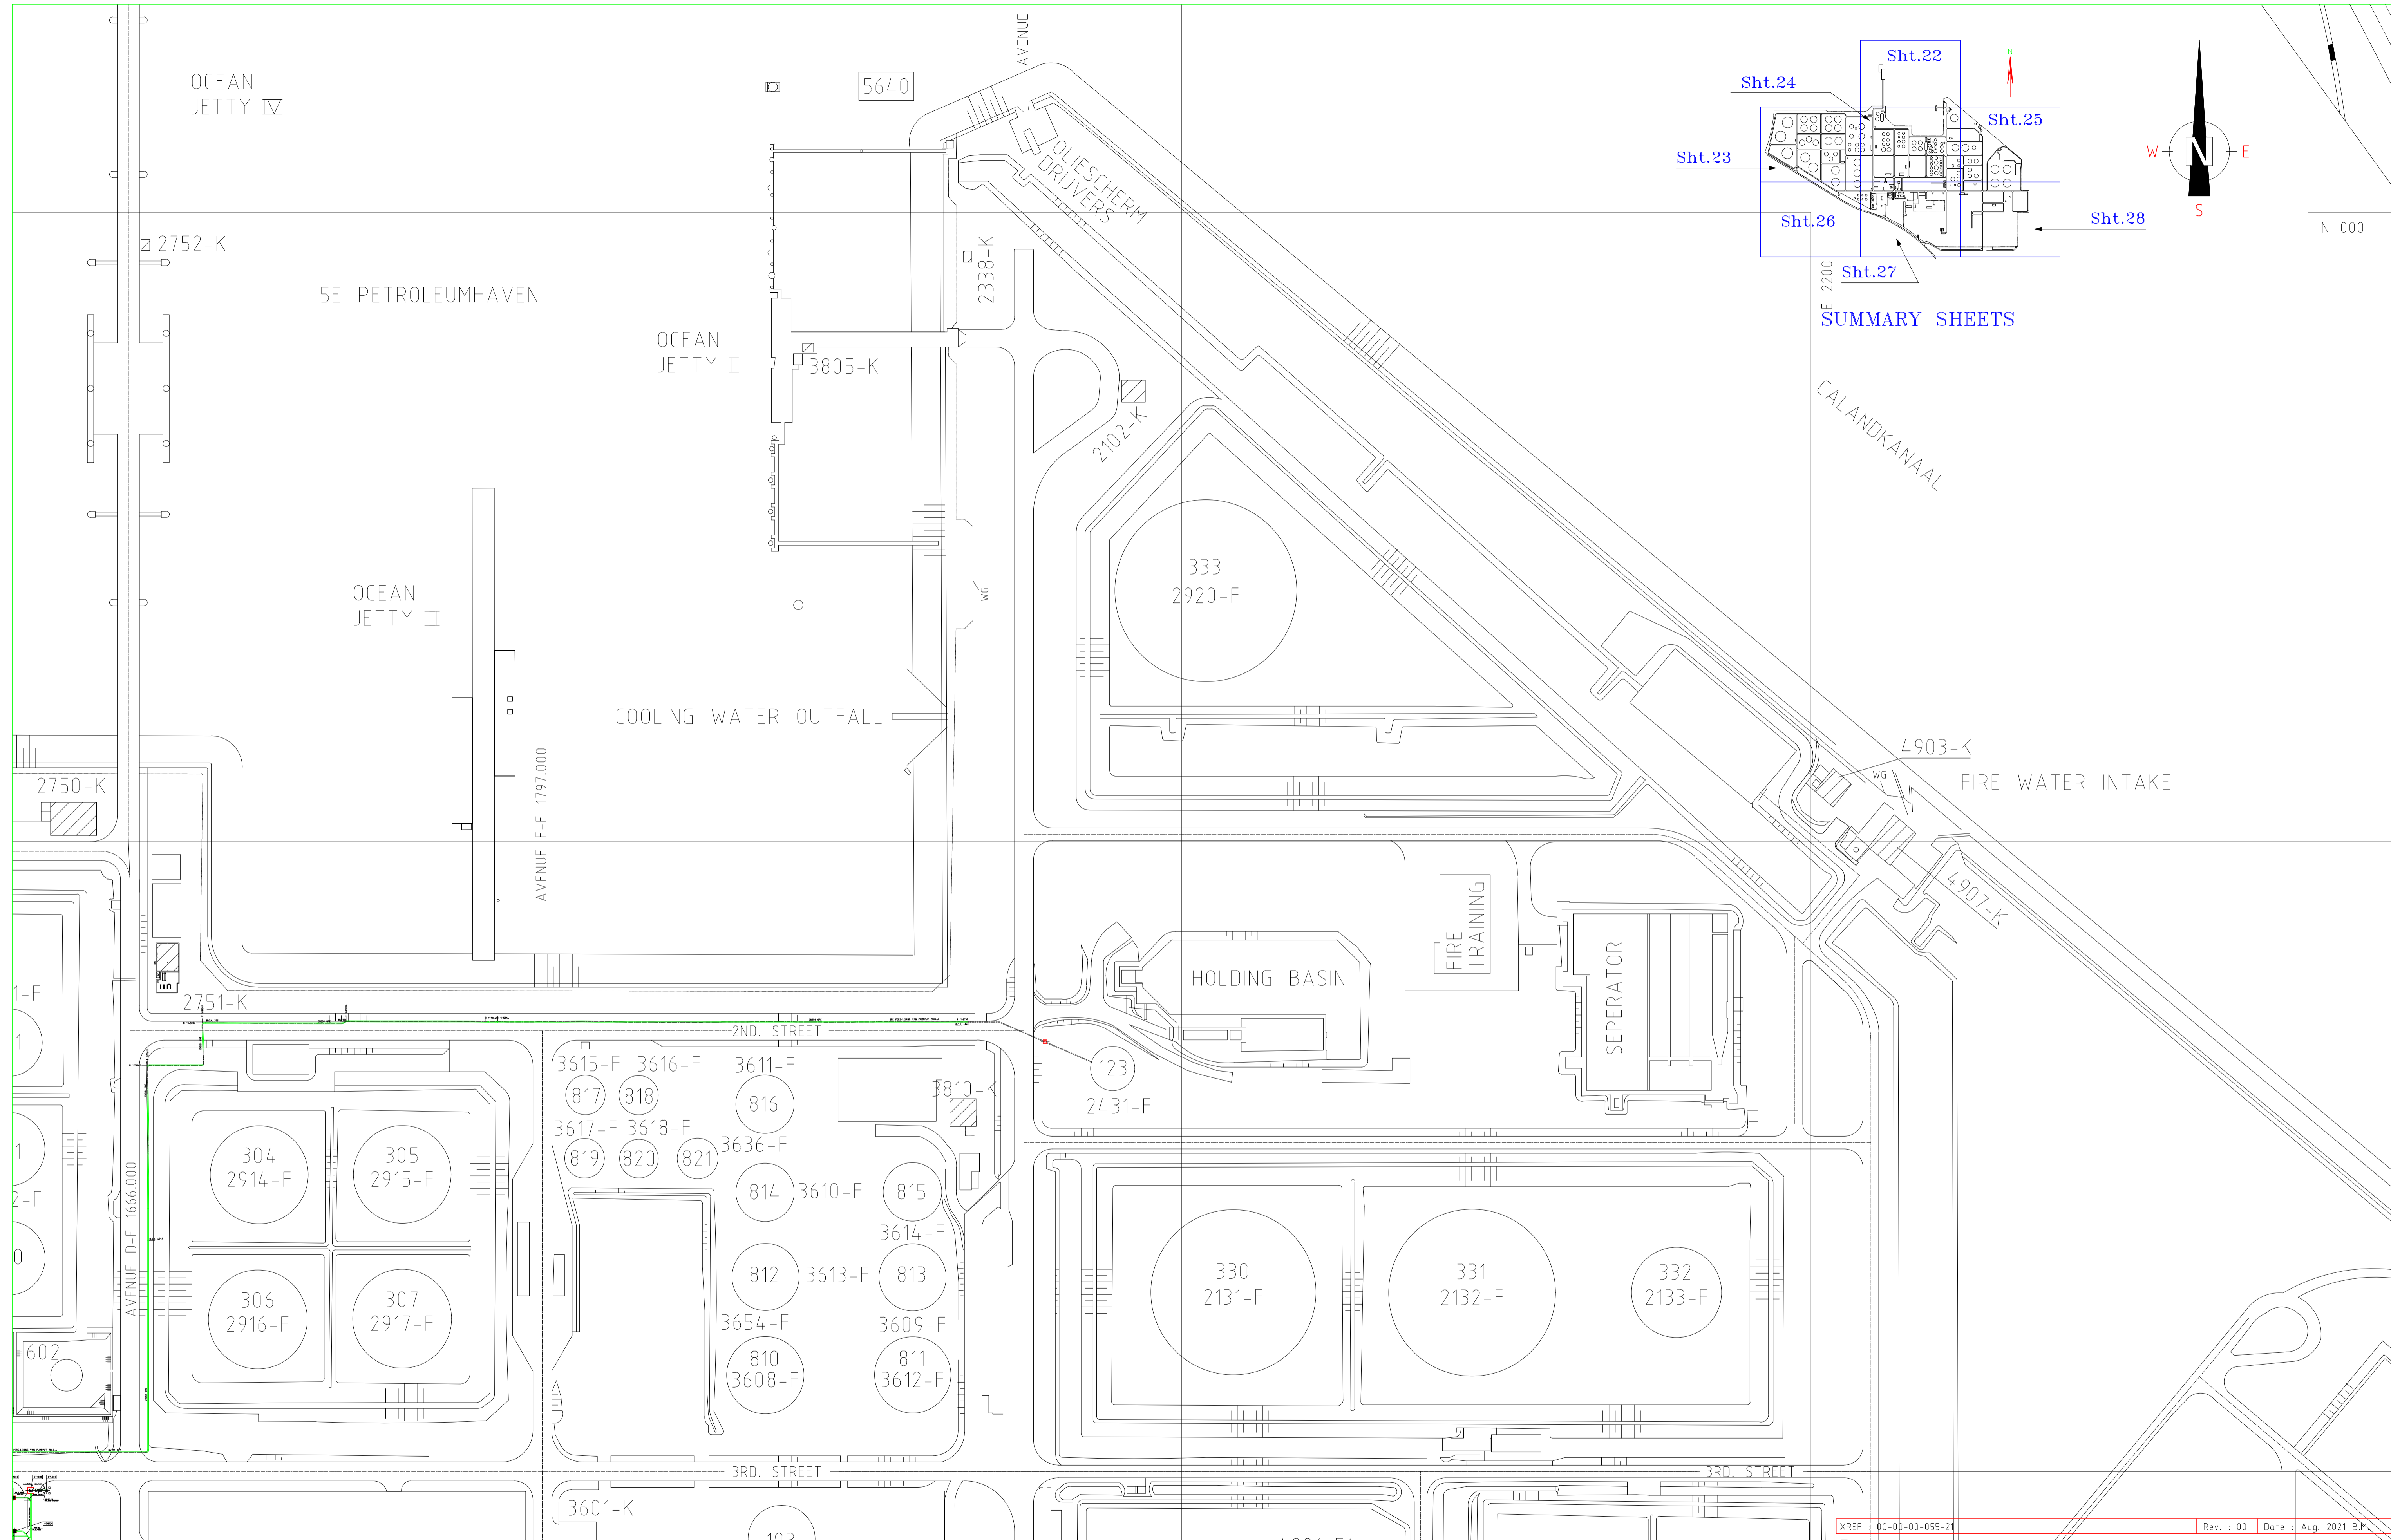 AVENUE
OCEAN
JETTY IV
5640
Sht.22
Sht.24
Sht.25
Sht.23
Sht.26
Sht.28
Sht.27
SUMMARY SHEETS
N
N
W
E
S
N 000
E 2200
OLIESCHERM
DRIJVERS
2752-K
2338-K
5E PETROLEUMHAVEN
OCEAN
JETTY II
3805-K
2102-K
CALANDKANAAL
333
2920-F
OCEAN
JETTY III
WG
COOLING WATER OUTFALL
4903-K
WG
FIRE WATER INTAKE
2750-K
AVENUE E-E 1797.000
4907-K
FIRE
TRAINING
HOLDING BASIN
SEPERATOR
2751-K
2ND. STREET
123
2431-F
3615-F
3616-F
3611-F
817
818
816
3810-K
3617-F
3618-F
3636-F
819
820
821
814
3610-F
815
3614-F
812
3613-F
813
3654-F
3609-F
810
3608-F
811
3612-F
304
2914-F
305
2915-F
306
2916-F
307
2917-F
AVENUE D-E 1666.000
1-F
1
1
2-F
0
602
330
2131-F
331
2132-F
332
2133-F
3RD. STREET
3RD. STREET
3601-K
XREF : 00-00-00-055-21
Rev. : 00
Date : Aug. 2021 B.M.